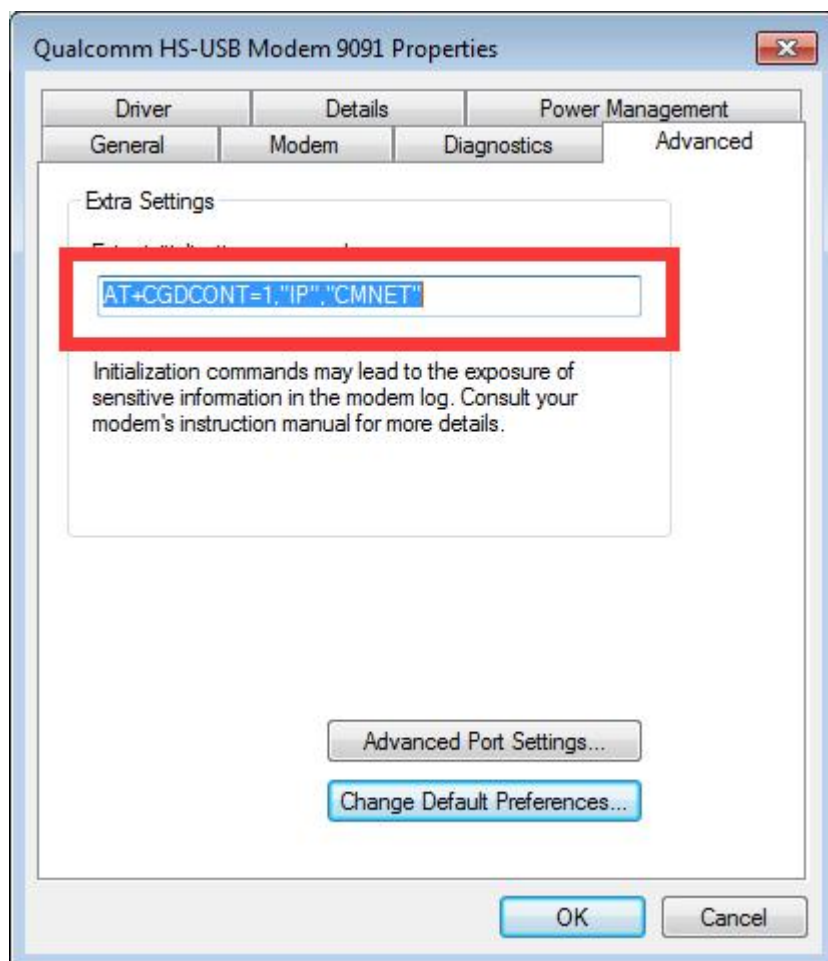 Qualcomm HS-USB Modem 9091 Properties
Driver Details Power Management
General Modem Diagnostics Advanced
Extra Settings
AT+CGDCONT=1,"IP","CMNET"
Initialization commands may lead to the exposure of
sensitive information in the modem log. Consult your
modem's instruction manual for more details.
Advanced Port Settings...
Change Default Preferences...
OK Cancel